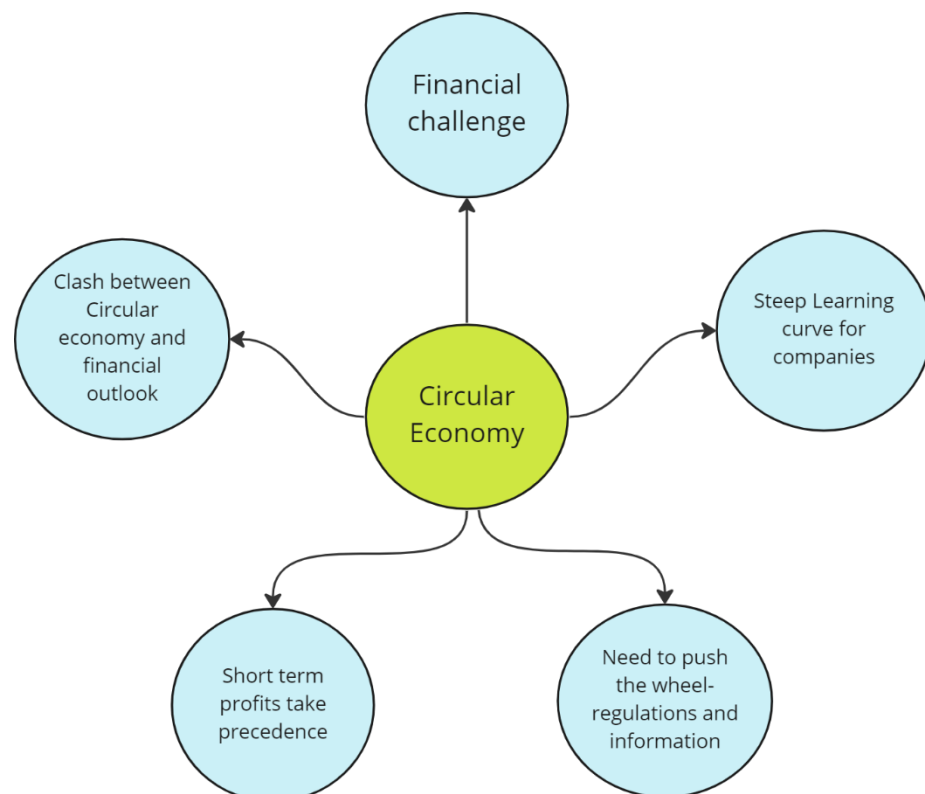 Financial
challenge
Clash between
Circular
economy and
financial
outlook
Steep Learning
curve for
companies
Circular
Economy
Short term
profits take
precedence
Need to push
the wheel-
regulations and
information